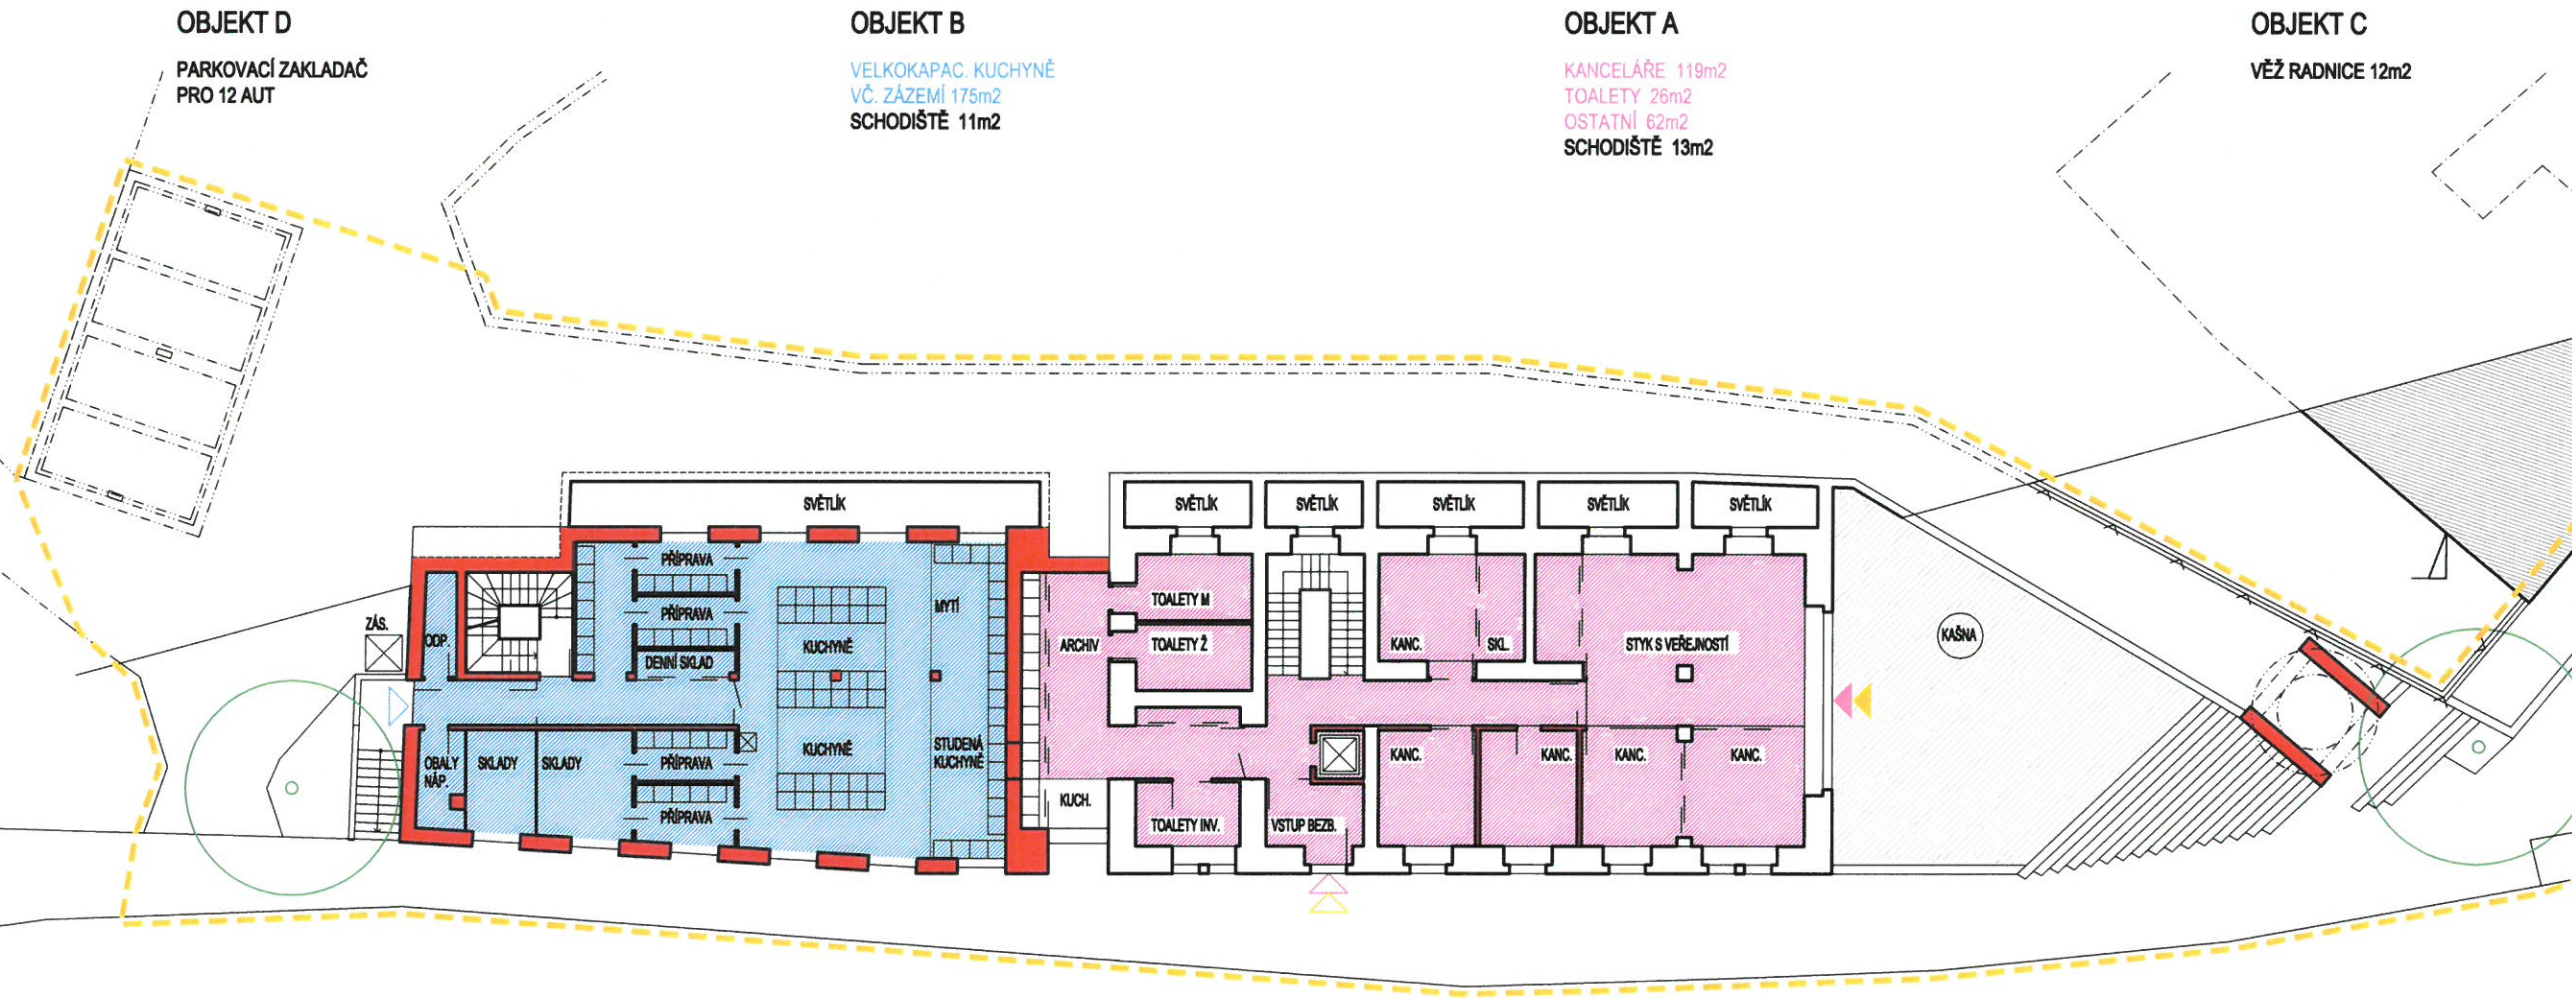 OBJEKT D
PARKOVACÍ ZAKLADAČ
PRO 12 AUT
OBJEKT B
VELKOKAPAC. KUCHYNĚ
VČ. ZÁZEMÍ 175m2
SCHODIŠTĚ 11m2
OBJEKT A
KANCELÁŘE 119m2
TOALETY 26m2
OSTATNÍ 62m2
SCHODIŠTĚ 13m2
OBJEKT C
VĚŽ RADNICE 12m2
SVĚTLÍK
SVĚTLÍK
SVĚTLÍK
SVĚTLÍK
SVĚTLÍK
SVĚTLÍK
PŘÍPRAVA
PŘÍPRAVA
DENNÍ SKLAD
KUCHYNĚ
MYTÍ
ZÁS.
ODP.
ARCHIV
TOALETY M
TOALETY Ž
KANC.
SKL.
STYK S VEŘEJNOSTÍ
KAŠNA
OBALY
NÁP.
SKLADY
SKLADY
PŘÍPRAVA
PŘÍPRAVA
KUCHYNĚ
STUDENÁ
KUCHYNĚ
KUCH.
TOALETY INV.
VSTUP BEZB.
KANC.
KANC.
KANC.
KANC.